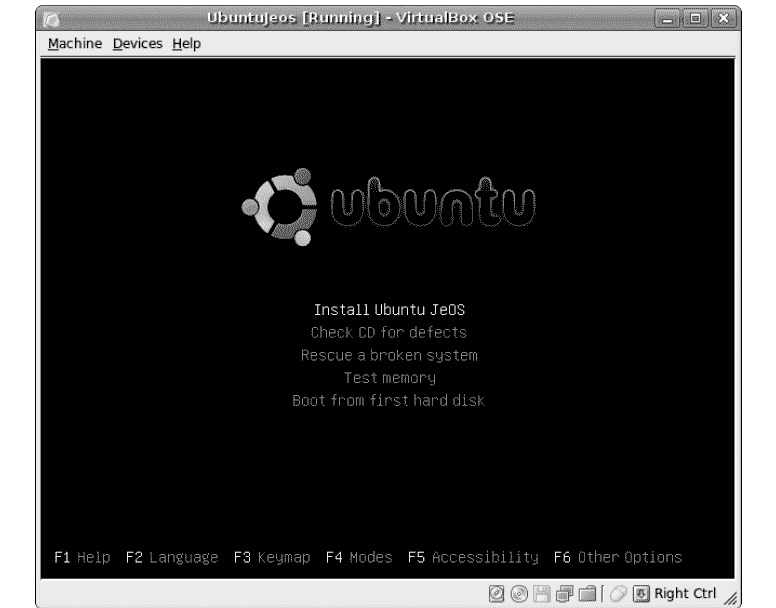 UbuntuJeos [Running] - VirtualBox OSE
Machine Devices Help
ubuntu
Install Ubuntu JeOS
Check CD for defects
Rescue a broken system
Test memory
Boot from first hard disk
F1 Help F2 Language F3 Keymap F4 Modes F5 Accessibility F6 Other Options
Right Ctrl